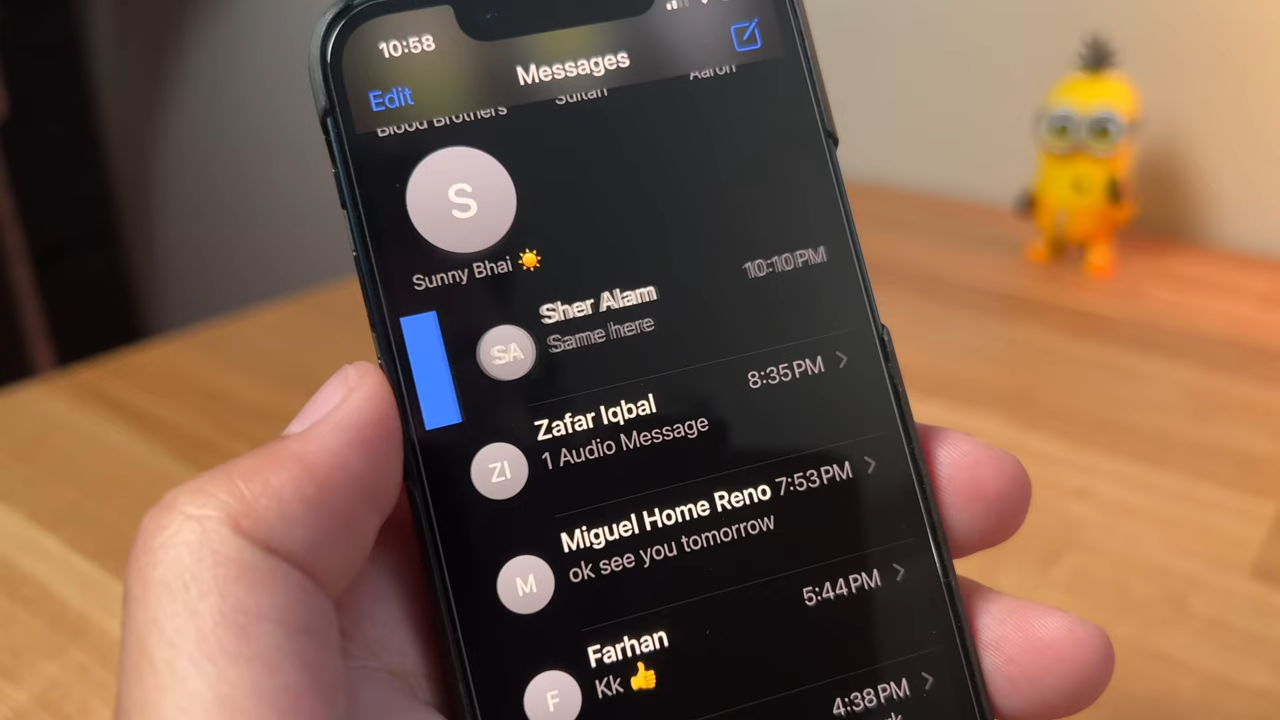 10:58
Edit
Messages
Blood Brothers
Sultan
Aaron
S
Sunny Bhai ☀️
SA
Sher Alam
10:10 PM
Same here
ZI
Zafar Iqbal
8:35 PM
1 Audio Message
M
Miguel Home Reno
7:53 PM
ok see you tomorrow
F
Farhan
5:44 PM
Kk 👍
4:38 PM